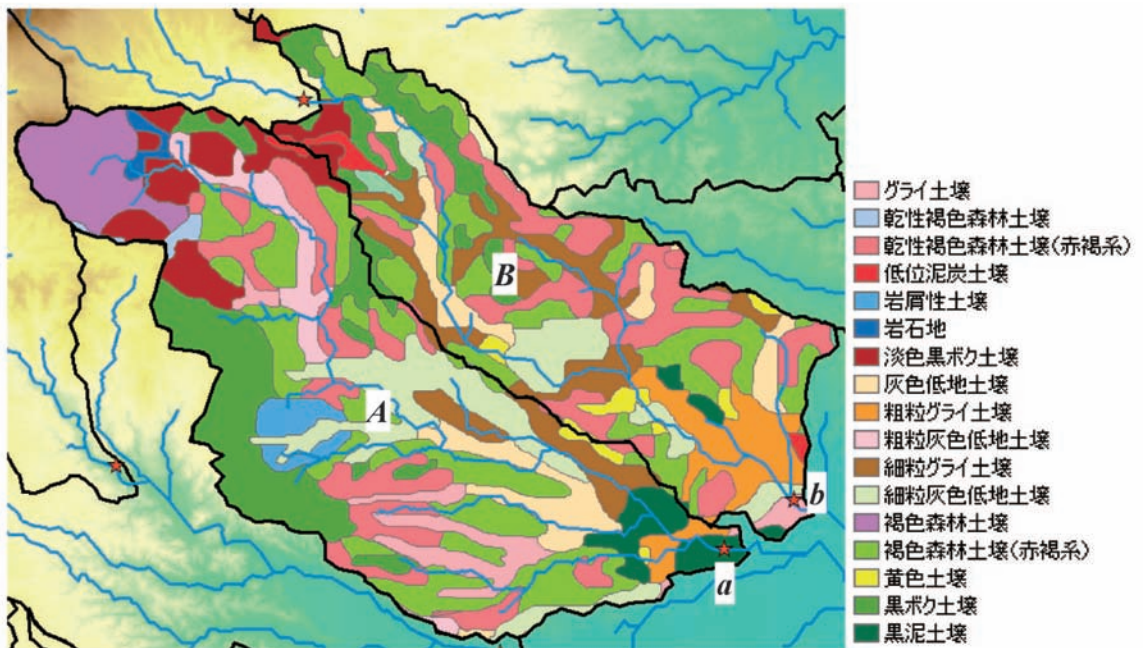 グライ土壌
乾性褐色森林土壌
乾性褐色森林土壌(赤褐系)
低位泥炭土壌
岩屑性土壌
岩石地
淡色黒ボク土壌
灰色低地土壌
粗粒グライ土壌
粗粒灰色低地土壌
細粒グライ土壌
細粒灰色低地土壌
褐色森林土壌
褐色森林土壌(赤褐系)
黄色土壌
黒ボク土壌
黒泥土壌
B
A
b
a